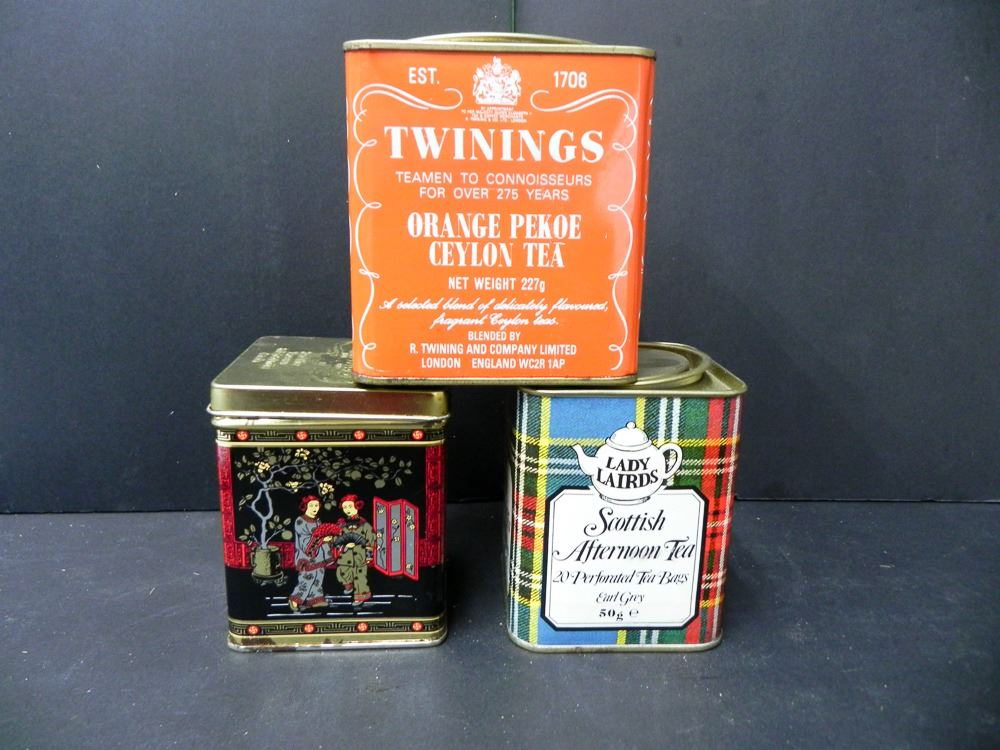 EST. 1706
TWININGS
TEAMEN TO CONNOISSEURS
FOR OVER 275 YEARS
ORANGE PEKOE
CEYLON TEA
NET WEIGHT 227g
A selected blend of delicately flavoured,
fragrant Ceylon teas.
BLENDED BY
R. TWINING AND COMPANY LIMITED
LONDON ENGLAND WC2R 1AP
LADY
LAIRDS
Scottish
Afternoon Tea
20 Perforated Tea Bags
Earl Grey
50g e